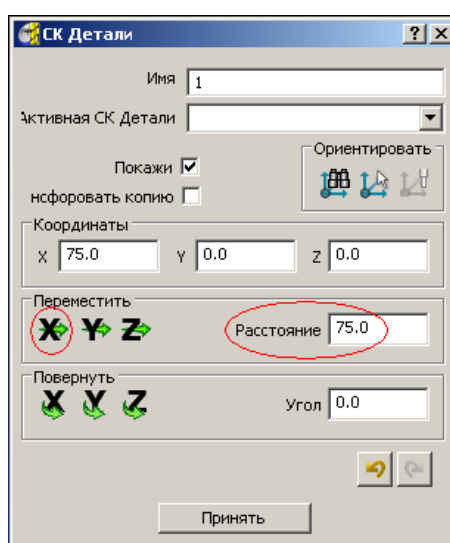 СК Детали
Имя 1
Активная СК Детали
Ориентировать
Покажи
нсфоровать копию
Координаты
X 75.0 Y 0.0 Z 0.0
Переместить
X Y Z Расстояние 75.0
Повернуть
X Y Z Угол 0.0
Принять